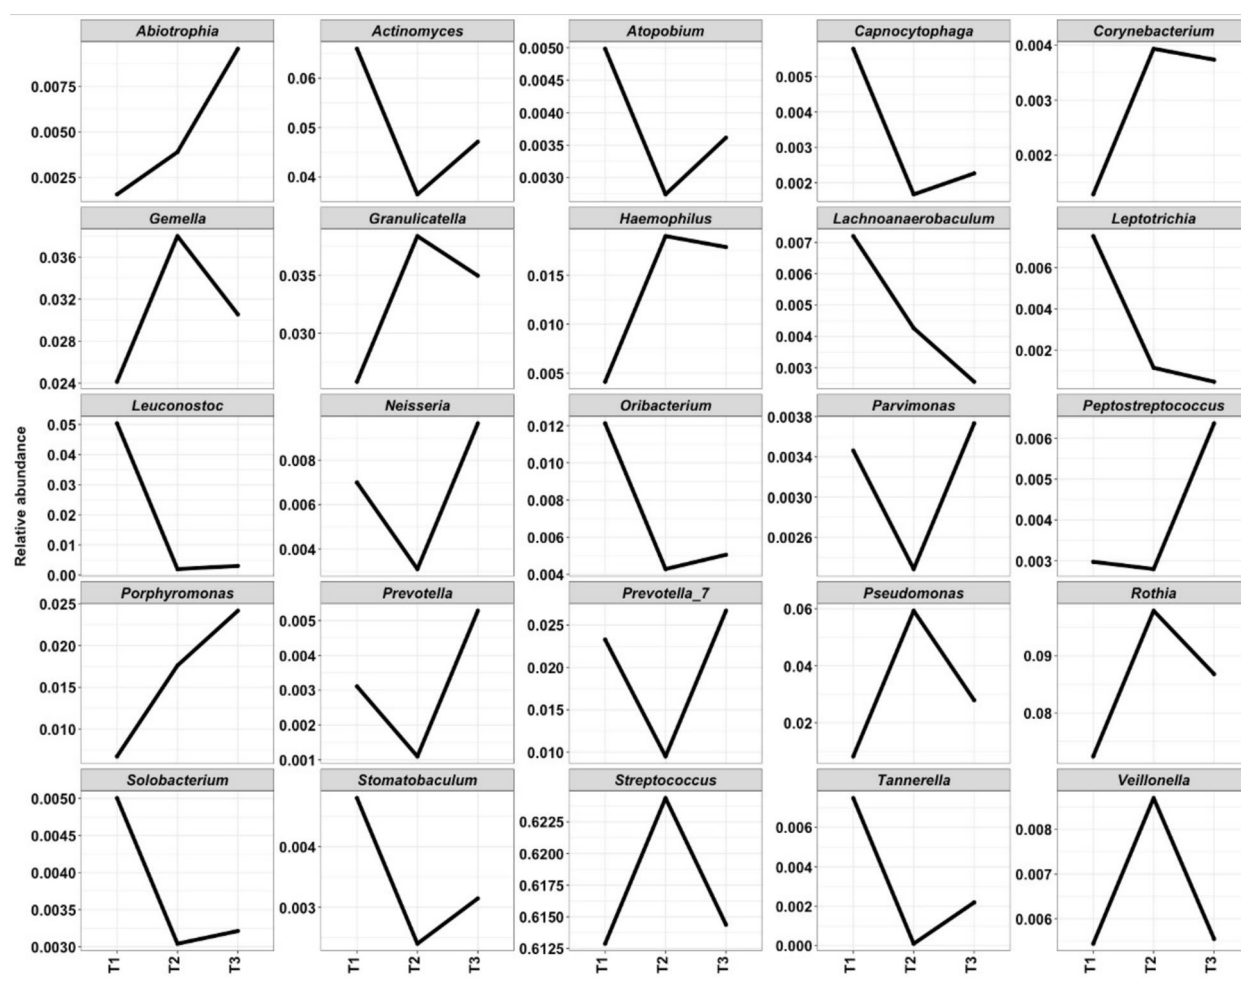 Abiotrophia Actinomyces Atopobium Capnocytophaga Corynebacterium
0.0075 0.06 0.0050 0.005 0.004
0.0050 0.05 0.0045 0.004 0.003
0.0025 0.04 0.0040 0.003 0.002
0.0035 0.002
0.0030
Gemella Granulicatella Haemophilus Lachnoanaerobaculum Leptotrichia
0.036 0.035 0.015 0.007 0.006
0.032 0.030 0.010 0.006 0.004
0.028 0.005 0.005 0.002
0.024 0.004
0.003
Leuconostoc Neisseria Oribacterium Parvimonas Peptostreptococcus
0.05 0.008 0.012 0.0038 0.006
0.04 0.006 0.010 0.0034 0.005
0.03 0.004 0.008 0.0030 0.004
0.02 0.006 0.0026 0.003
0.01 0.004
0.00
Relative abundance
Porphyromonas Prevotella Prevotella_7 Pseudomonas Rothia
0.025 0.005 0.025 0.06 0.09
0.020 0.004 0.020 0.04 0.08
0.015 0.003 0.015 0.02
0.010 0.002 0.010
0.001
Solobacterium Stomatobaculum Streptococcus Tannerella Veillonella
0.0050 0.004 0.6225 0.006 0.008
0.0045 0.003 0.6200 0.004 0.007
0.0040 0.6175 0.002 0.006
0.0035 0.6150 0.000
0.0030 0.6125
T1 T2 T3 T1 T2 T3 T1 T2 T3 T1 T2 T3 T1 T2 T3